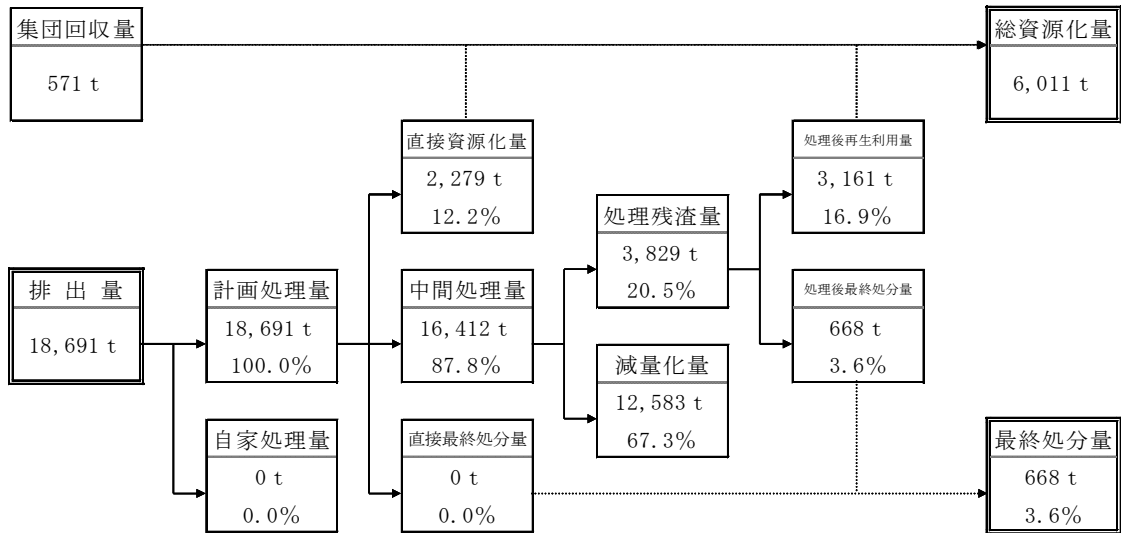 集団回収量
571 t
総資源化量
6,011 t
直接資源化量
2,279 t
12.2%
処理後再生利用量
3,161 t
16.9%
処理残渣量
3,829 t
20.5%
排 出 量
18,691 t
計画処理量
18,691 t
100.0%
中間処理量
16,412 t
87.8%
処理後最終処分量
668 t
3.6%
減量化量
12,583 t
67.3%
自家処理量
0 t
0.0%
直接最終処分量
0 t
0.0%
最終処分量
668 t
3.6%